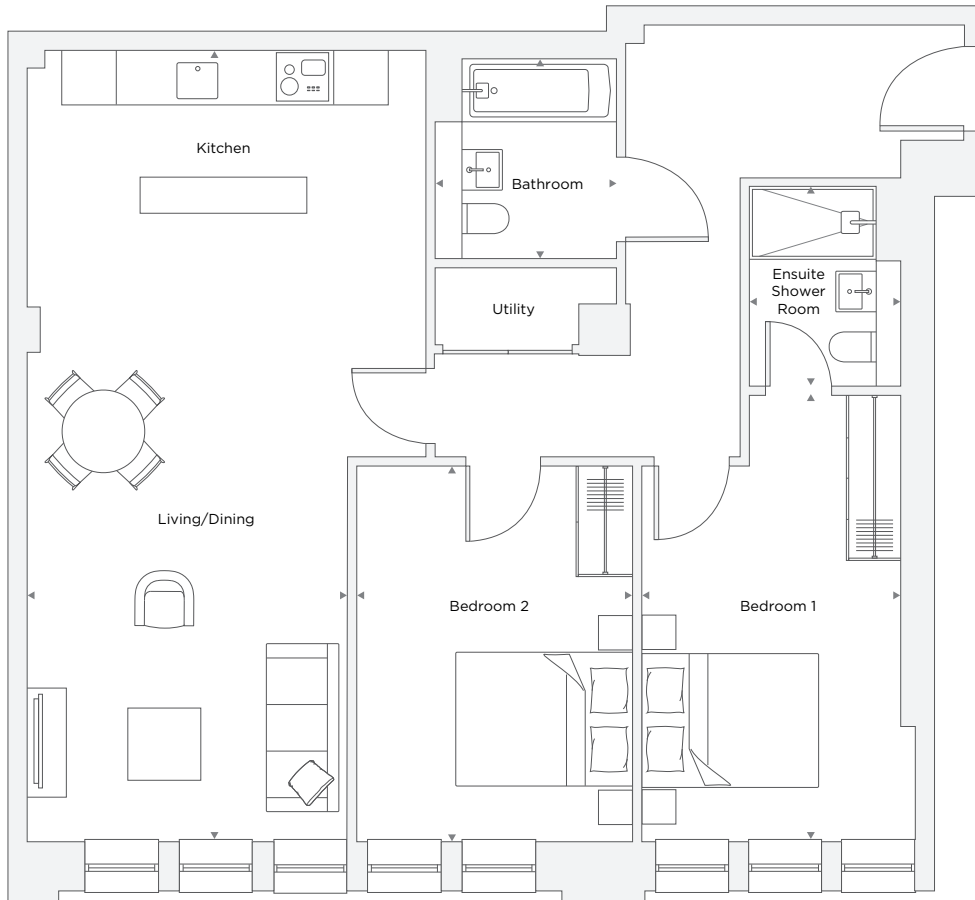 Kitchen
Bathroom
Ensuite
Shower
Room
Utility
Living/Dining
Bedroom 2
Bedroom 1